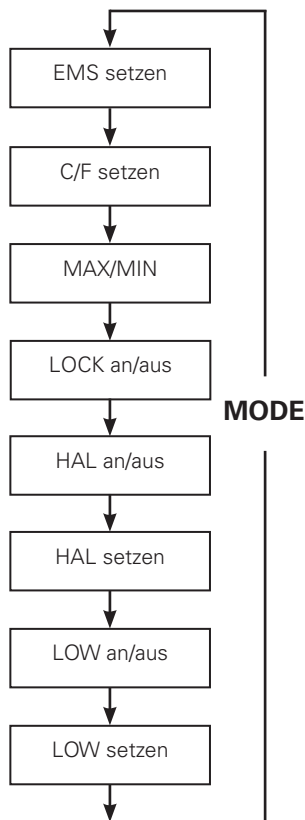 EMS setzen
C/F setzen
MAX/MIN
LOCK an/aus
MODE
HAL an/aus
HAL setzen
LOW an/aus
LOW setzen